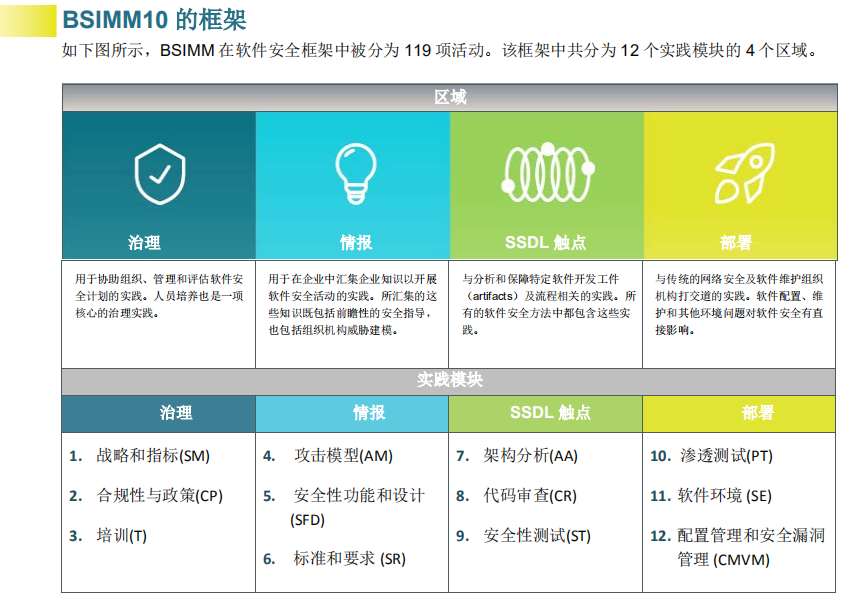 BSIMM10 的框架
如下图所示，BSIMM 在软件安全框架中被分为 119 项活动。该框架中共分为 12 个实践模块的 4 个区域。
区域
治理
情报
SSDL 触点
部署
用于协助组织、管理和评估软件安
全计划的实践。人员培养也是一项
核心的治理实践。
用于在企业中汇集企业知识以开展
软件安全活动的实践。所汇集的这
些知识既包括前瞻性的安全指导，
也包括组织机构威胁建模。
与分析和保障特定软件开发工件
（artifacts）及流程相关的实践。所
有的软件安全方法中都包含这些实
践。
与传统的网络安全及软件维护组织
机构打交道的实践。软件配置、维
护和其他环境问题对软件安全有直
接影响。
实践模块
治理
情报
SSDL 触点
部署
1. 战略和指标(SM)
2. 合规性与政策(CP)
3. 培训(T)
4. 攻击模型(AM)
5. 安全性功能和设计
(SFD)
6. 标准和要求 (SR)
7. 架构分析(AA)
8. 代码审查(CR)
9. 安全性测试(ST)
10. 渗透测试(PT)
11. 软件环境 (SE)
12. 配置管理和安全漏洞
管理 (CMVM)